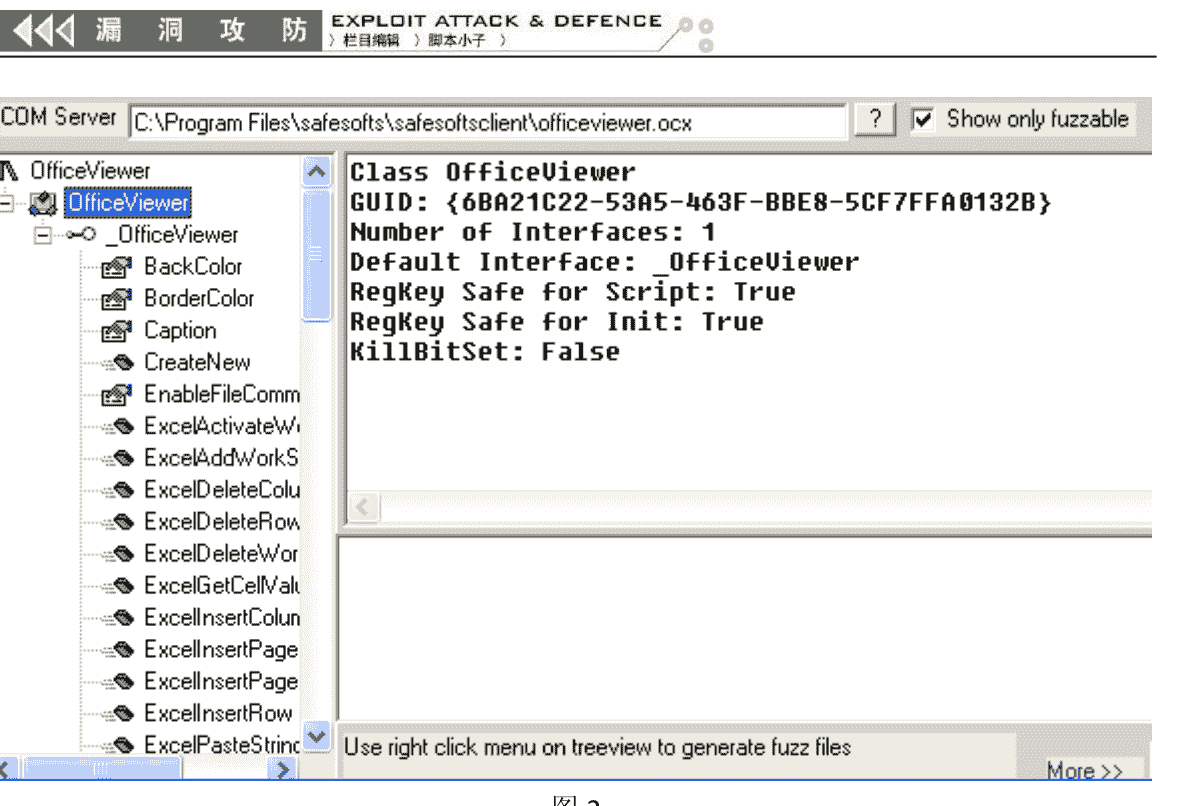 漏洞攻防
EXPLOIT ATTACK & DEFENCE
〉栏目编辑 〉脚本小子 〉
COM Server
C:\Program Files\safesofts\safesoftsclient\officeviewer.ocx
?
Show only fuzzable
OfficeViewer
OfficeViewer
_OfficeViewer
BackColor
BorderColor
Caption
CreateNew
EnableFileComm
ExcelActivateW
ExcelAddWorkS
ExcelDeleteColu
ExcelDeleteRow
ExcelDeleteWor
ExcelGetCellValu
ExcelInsertColun
ExcelInsertPage
ExcelInsertPage
ExcelInsertRow
ExcelPasteString
Class OfficeViewer
GUID: {6BA21C22-53A5-463F-BBE8-5CF7FFA0132B}
Number of Interfaces: 1
Default Interface: _OfficeViewer
RegKey Safe for Script: True
RegKey Safe for Init: True
KillBitSet: False
Use right click menu on treeview to generate fuzz files
More >>
图 2